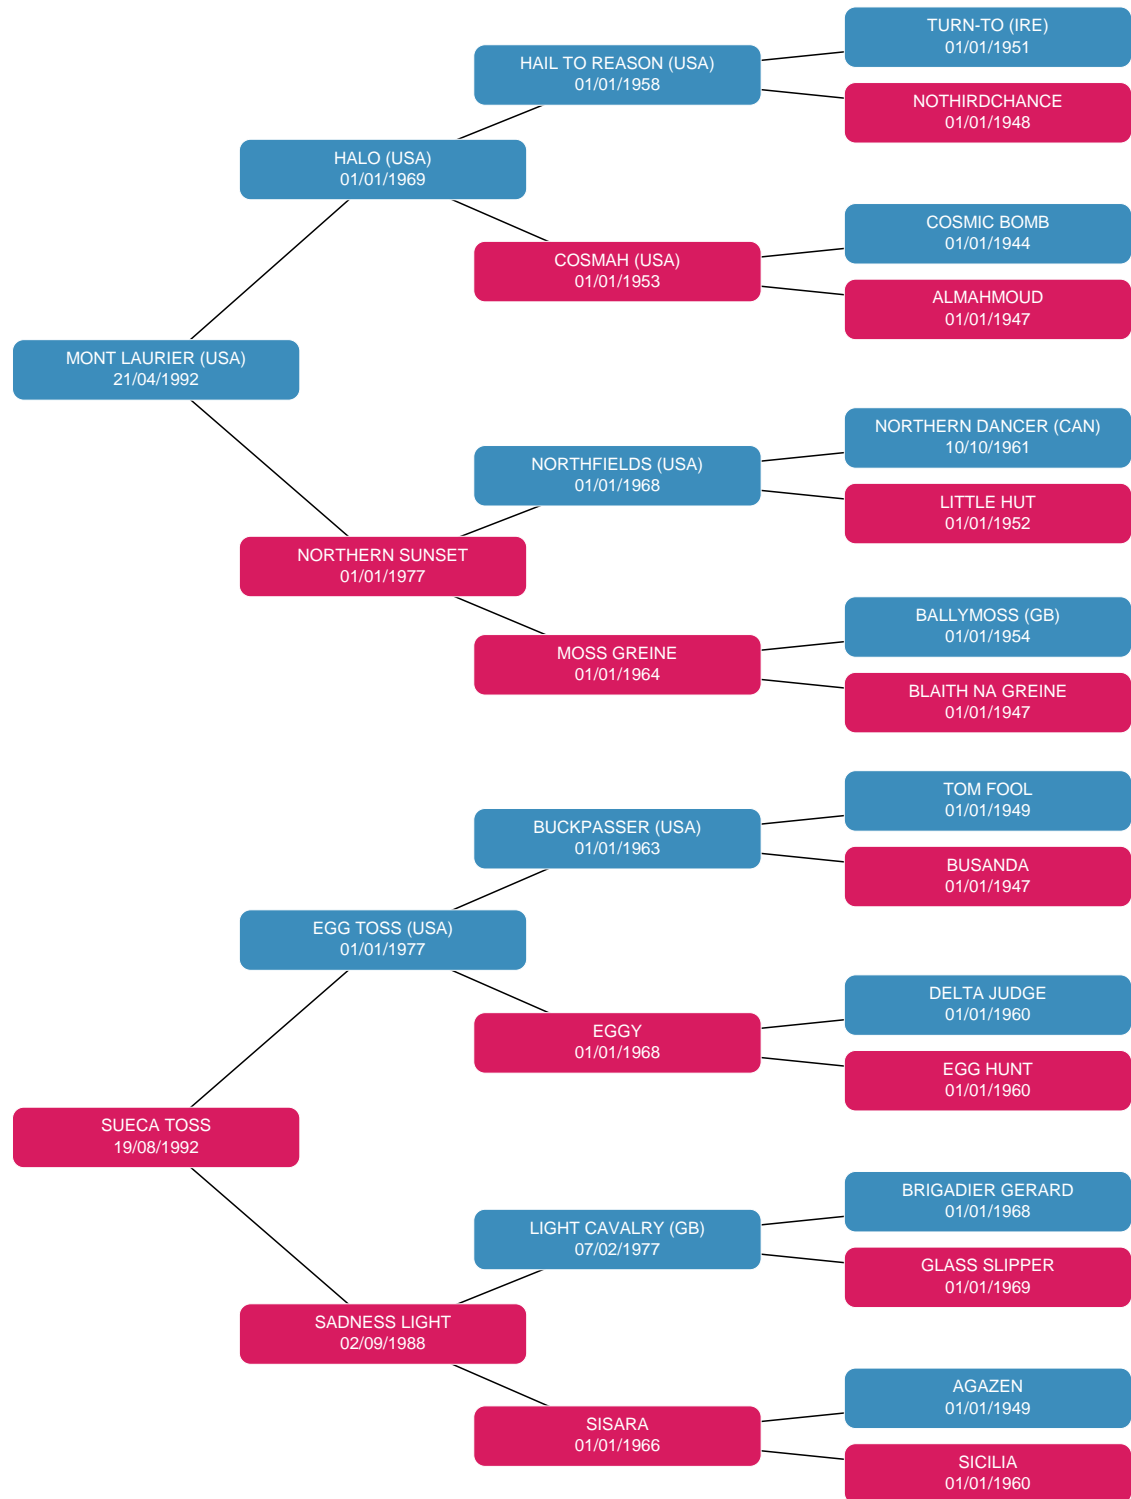 TURN-TO (IRE)
01/01/1951
HAIL TO REASON (USA)
01/01/1958
NOTHIRDCHANCE
01/01/1948
HALO (USA)
01/01/1969
COSMIC BOMB
01/01/1944
COSMAH (USA)
01/01/1953
ALMAHMOUD
01/01/1947
MONT LAURIER (USA)
21/04/1992
NORTHERN DANCER (CAN)
10/10/1961
NORTHFIELDS (USA)
01/01/1968
LITTLE HUT
01/01/1952
NORTHERN SUNSET
01/01/1977
BALLYMOSS (GB)
01/01/1954
MOSS GREINE
01/01/1964
BLAITH NA GREINE
01/01/1947
TOM FOOL
01/01/1949
BUCKPASSER (USA)
01/01/1963
BUSANDA
01/01/1947
EGG TOSS (USA)
01/01/1977
DELTA JUDGE
01/01/1960
EGGY
01/01/1968
EGG HUNT
01/01/1960
SUECA TOSS
19/08/1992
BRIGADIER GERARD
01/01/1968
LIGHT CAVALRY (GB)
07/02/1977
GLASS SLIPPER
01/01/1969
SADNESS LIGHT
02/09/1988
AGAZEN
01/01/1949
SISARA
01/01/1966
SICILIA
01/01/1960